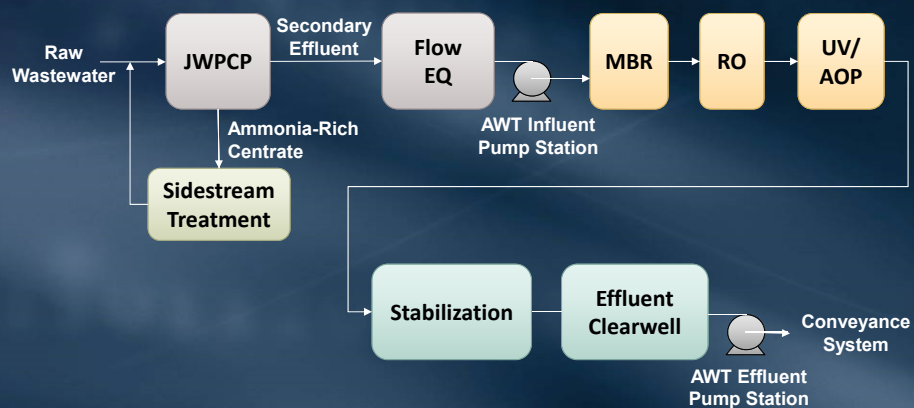 Raw
Wastewater
JWPCP
Secondary
Effluent
Flow
EQ
AWT Influent
Pump Station
MBR
RO
UV/
AOP
Ammonia-Rich
Centrate
Sidestream
Treatment
Stabilization
Effluent
Clearwell
AWT Effluent
Pump Station
Conveyance
System